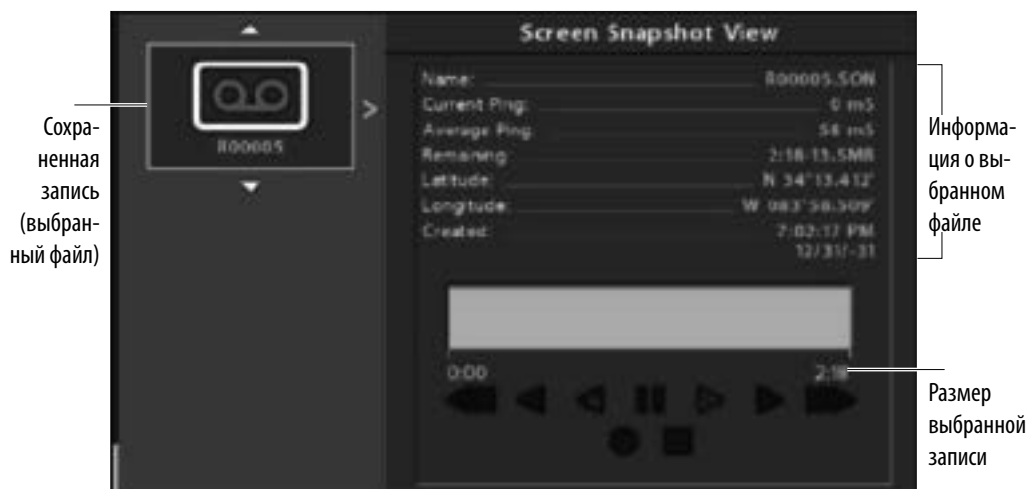 Screen Snapshot View
Сохра-
ненная
запись
(выбран-
ный файл)
R00005
>
Name: R00005.SON
Current Ping: 0 mS
Average Ping: 58 mS
Remaining: 2:18-13.5MB
Latitude: N 34°13.412'
Longitude: W 083°58.509'
Created: 7:02:17 PM
12/31/-31
Информа-
ция о вы-
бранном
файле
0:00 2:18
Размер
выбранной
записи